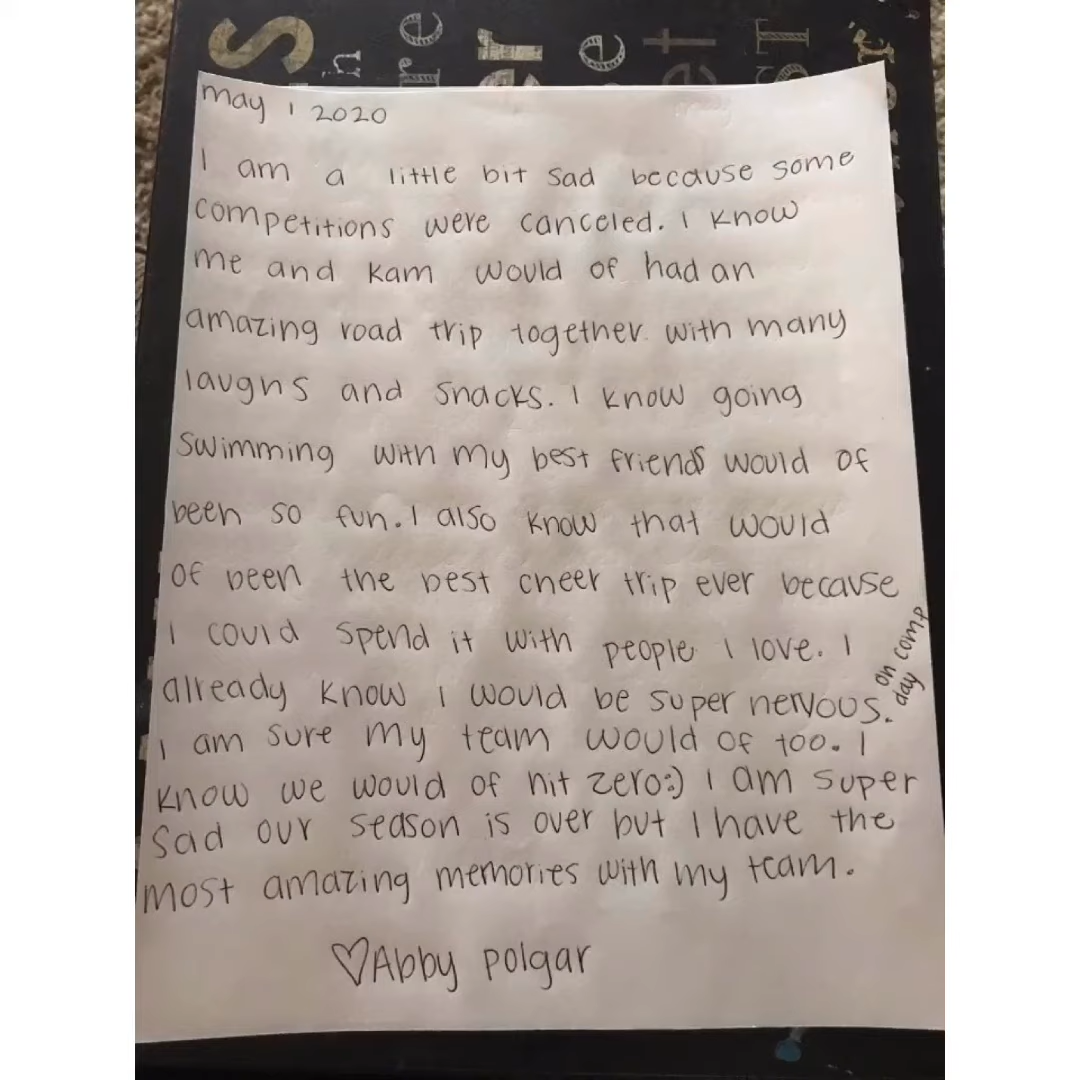 may 1 2020
I am a little bit sad because some
competitions were canceled. I know
me and kam would of had an
amazing road trip together with many
laughs and snacks. I know going
swimming with my best friends would of
been so fun. I also know that would
of been the best cheer trip ever because
I could spend it with people I love. I
already know I would be super nervous.
on comp
day
I am sure my team would of too. I
know we would of hit zero:) I am super
sad our season is over but I have the
most amazing memories with my team.
♡Abby polgar